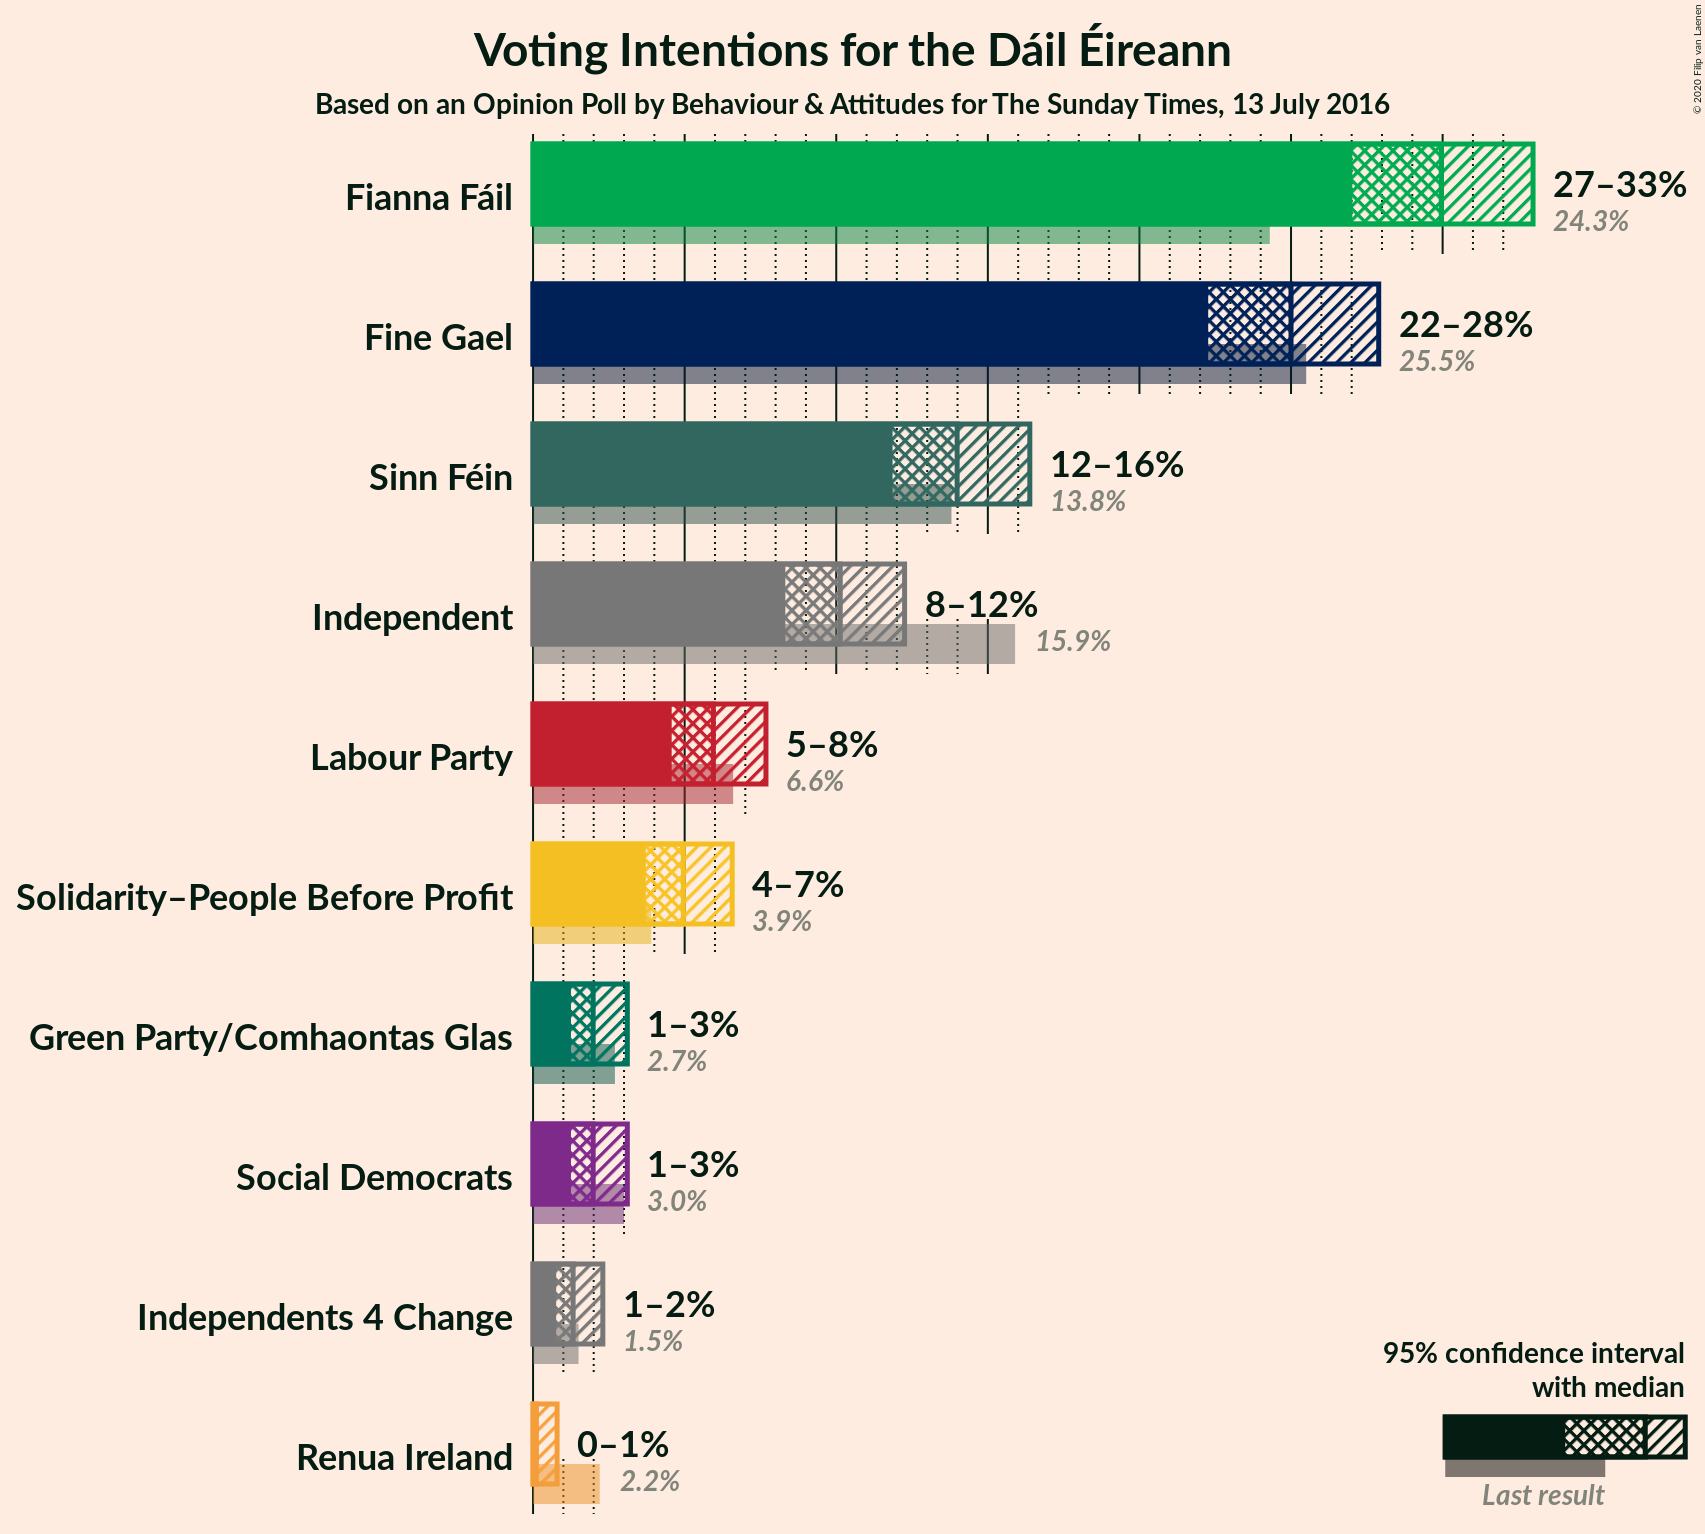 Voting Intentions for the Dáil Éireann
Based on an Opinion Poll by Behaviour & Attitudes for The Sunday Times, 13 July 2016
© 2020 Filip van Laenen
Fianna Fáil
27–33%
24.3%
Fine Gael
22–28%
25.5%
Sinn Féin
12–16%
13.8%
Independent
8–12%
15.9%
Labour Party
5–8%
6.6%
Solidarity–People Before Profit
4–7%
3.9%
Green Party/Comhaontas Glas
1–3%
2.7%
Social Democrats
1–3%
3.0%
Independents 4 Change
1–2%
1.5%
Renua Ireland
0–1%
2.2%
95% confidence interval
with median
Last result